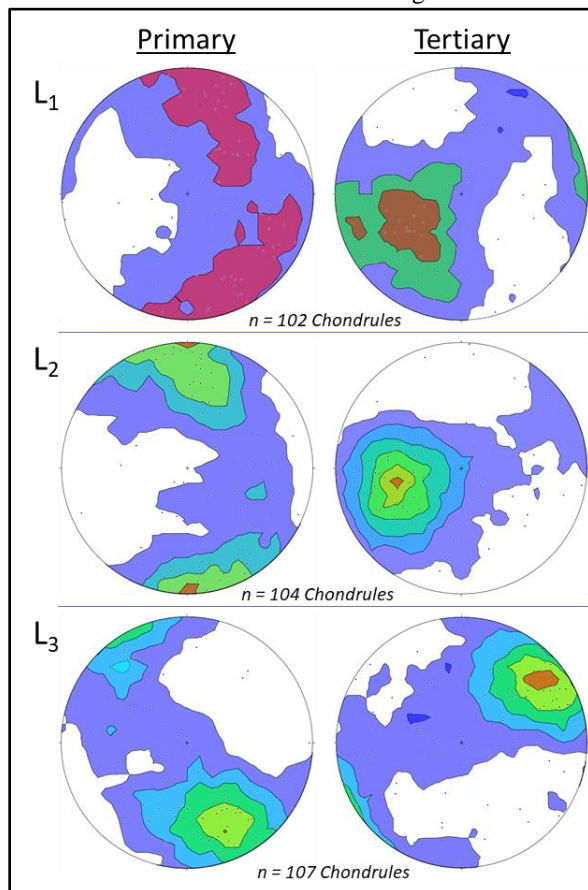 Primary Tertiary
L1
n = 102 Chondrules
L2
n = 104 Chondrules
L3
n = 107 Chondrules